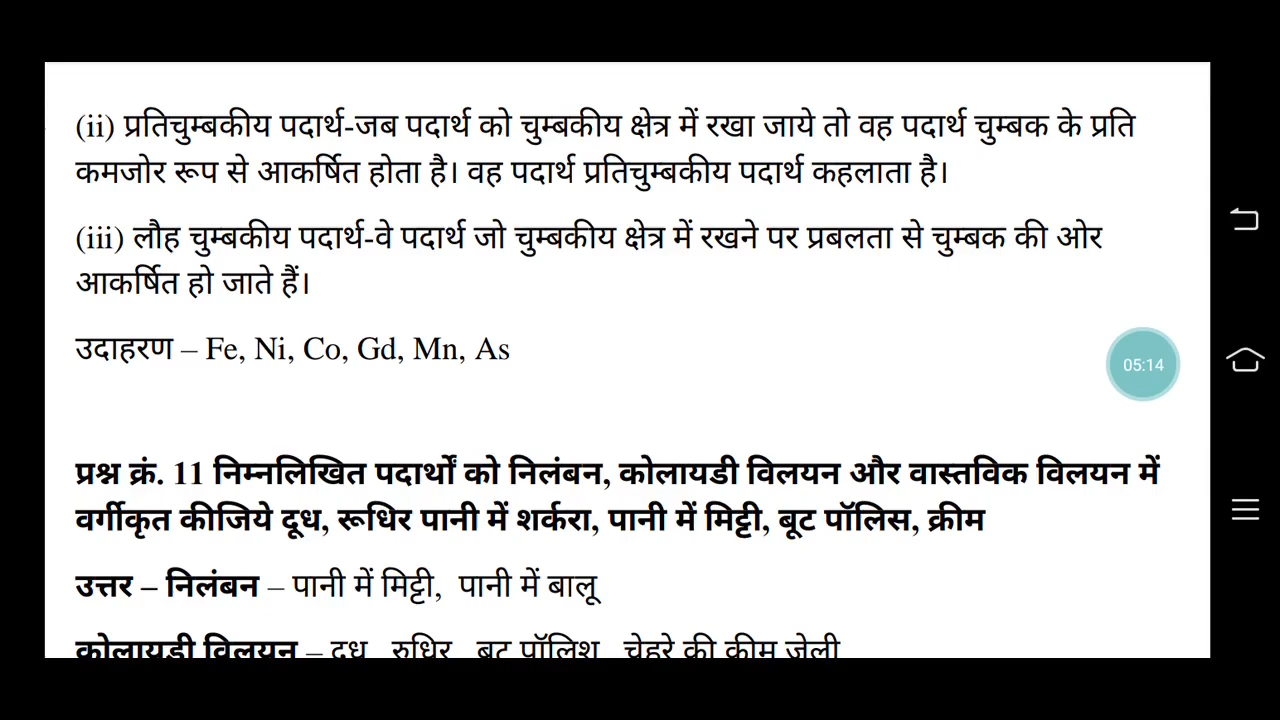 (ii) प्रतिचुम्बकीय पदार्थ-जब पदार्थ को चुम्बकीय क्षेत्र में रखा जाये तो वह पदार्थ चुम्बक के प्रति
कमजोर रूप से आकर्षित होता है। वह पदार्थ प्रतिचुम्बकीय पदार्थ कहलाता है।
(iii) लौह चुम्बकीय पदार्थ-वे पदार्थ जो चुम्बकीय क्षेत्र में रखने पर प्रबलता से चुम्बक की ओर
आकर्षित हो जाते हैं।
उदाहरण – Fe, Ni, Co, Gd, Mn, As
05:14
प्रश्न क्रं. 11 निम्नलिखित पदार्थों को निलंबन, कोलायडी विलयन और वास्तविक विलयन में
वर्गीकृत कीजिये दूध, रूधिर पानी में शर्करा, पानी में मिट्टी, बूट पॉलिस, क्रीम
उत्तर – निलंबन – पानी में मिट्टी, पानी में बालू
कोलायडी विलयन – दूध रुधिर बूट पॉलिश चेहरे की क्रीम जेली